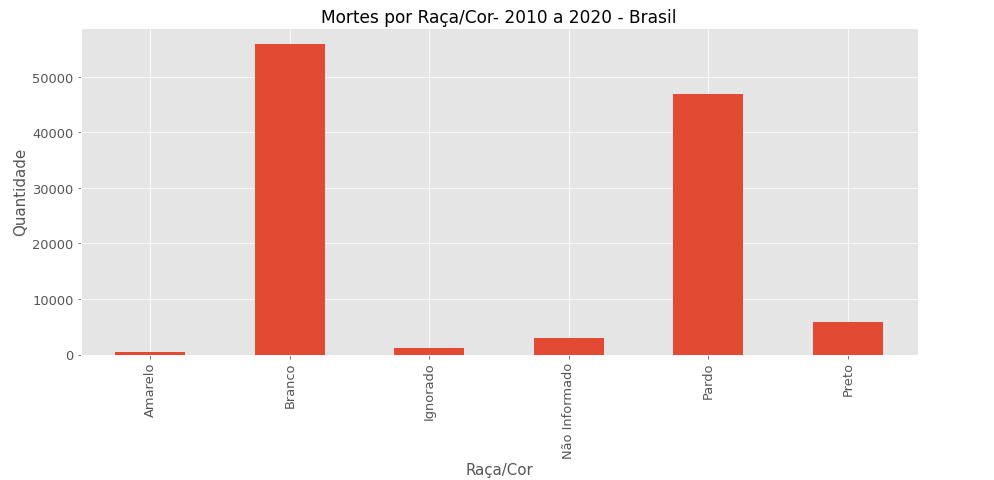 Mortes por Raça/Cor- 2010 a 2020 - Brasil
Quantidade
50000
40000
30000
20000
10000
0
Amarelo
Branco
Ignorado
Não Informado
Pardo
Preto
Raça/Cor